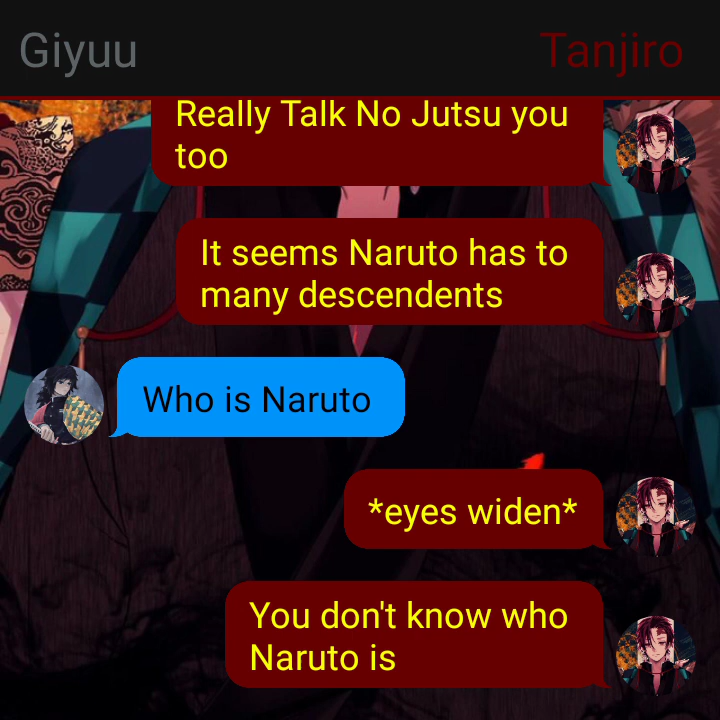 Giyuu
Tanjiro
Really Talk No Jutsu you
too
It seems Naruto has to
many descendents
Who is Naruto
*eyes widen*
You don't know who
Naruto is